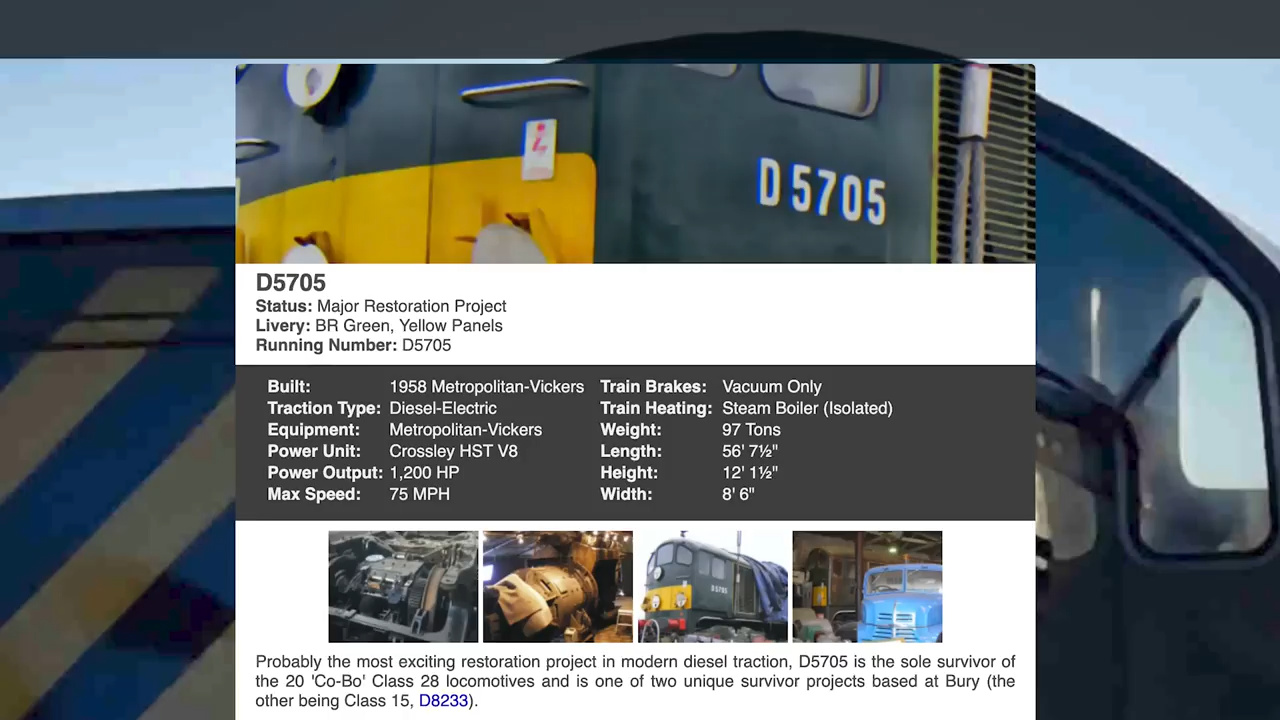 D 5705
D5705
Status: Major Restoration Project
Livery: BR Green, Yellow Panels
Running Number: D5705
Built: 1958 Metropolitan-Vickers Train Brakes: Vacuum Only
Traction Type: Diesel-Electric Train Heating: Steam Boiler (Isolated)
Equipment: Metropolitan-Vickers Weight: 97 Tons
Power Unit: Crossley HST V8 Length: 56' 7½"
Power Output: 1,200 HP Height: 12' 1½"
Max Speed: 75 MPH Width: 8' 6"
D5705
Probably the most exciting restoration project in modern diesel traction, D5705 is the sole survivor of
the 20 'Co-Bo' Class 28 locomotives and is one of two unique survivor projects based at Bury (the
other being Class 15, D8233).